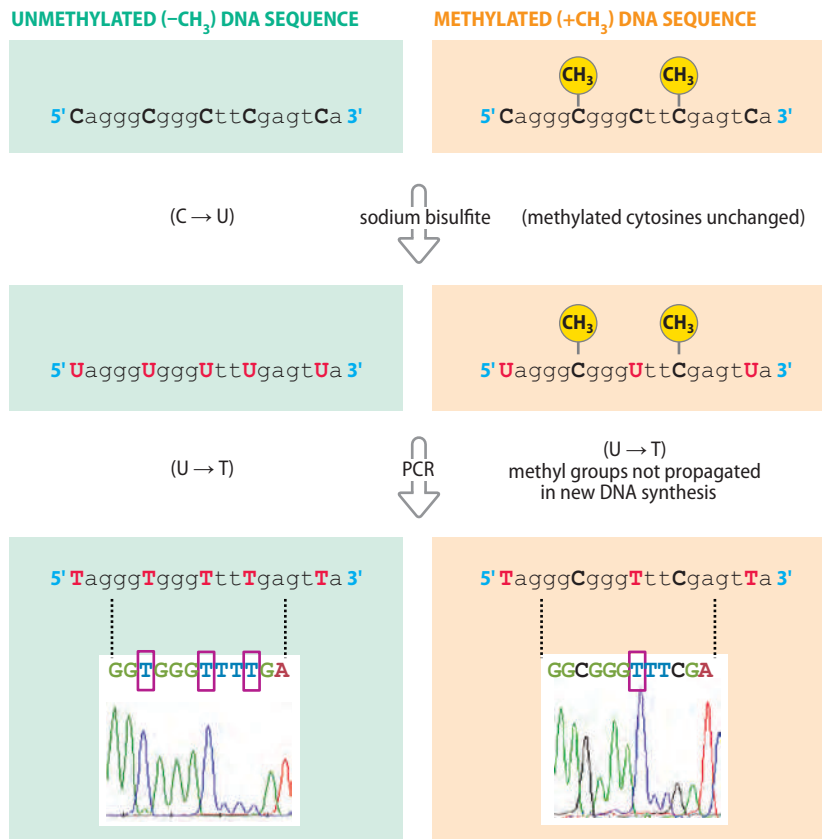 UNMETHYLATED (−CH₃) DNA SEQUENCE
METHYLATED (+CH₃) DNA SEQUENCE
CH₃ CH₃
5' CagggCgggCttCgagtCa 3'
5' CagggCgggCttCgagtCa 3'
(C → U)
sodium bisulfite
(methylated cytosines unchanged)
CH₃ CH₃
5' UagggUgggUttUgagtUa 3'
5' UagggCgggUttCgagtUa 3'
(U → T)
PCR
(U → T)
methyl groups not propagated
in new DNA synthesis
5' TagggTgggTttTgagtTa 3'
5' TagggCgggTttCgagtTa 3'
GGTGGGTTTTGA
GGCGGGTTTCGA